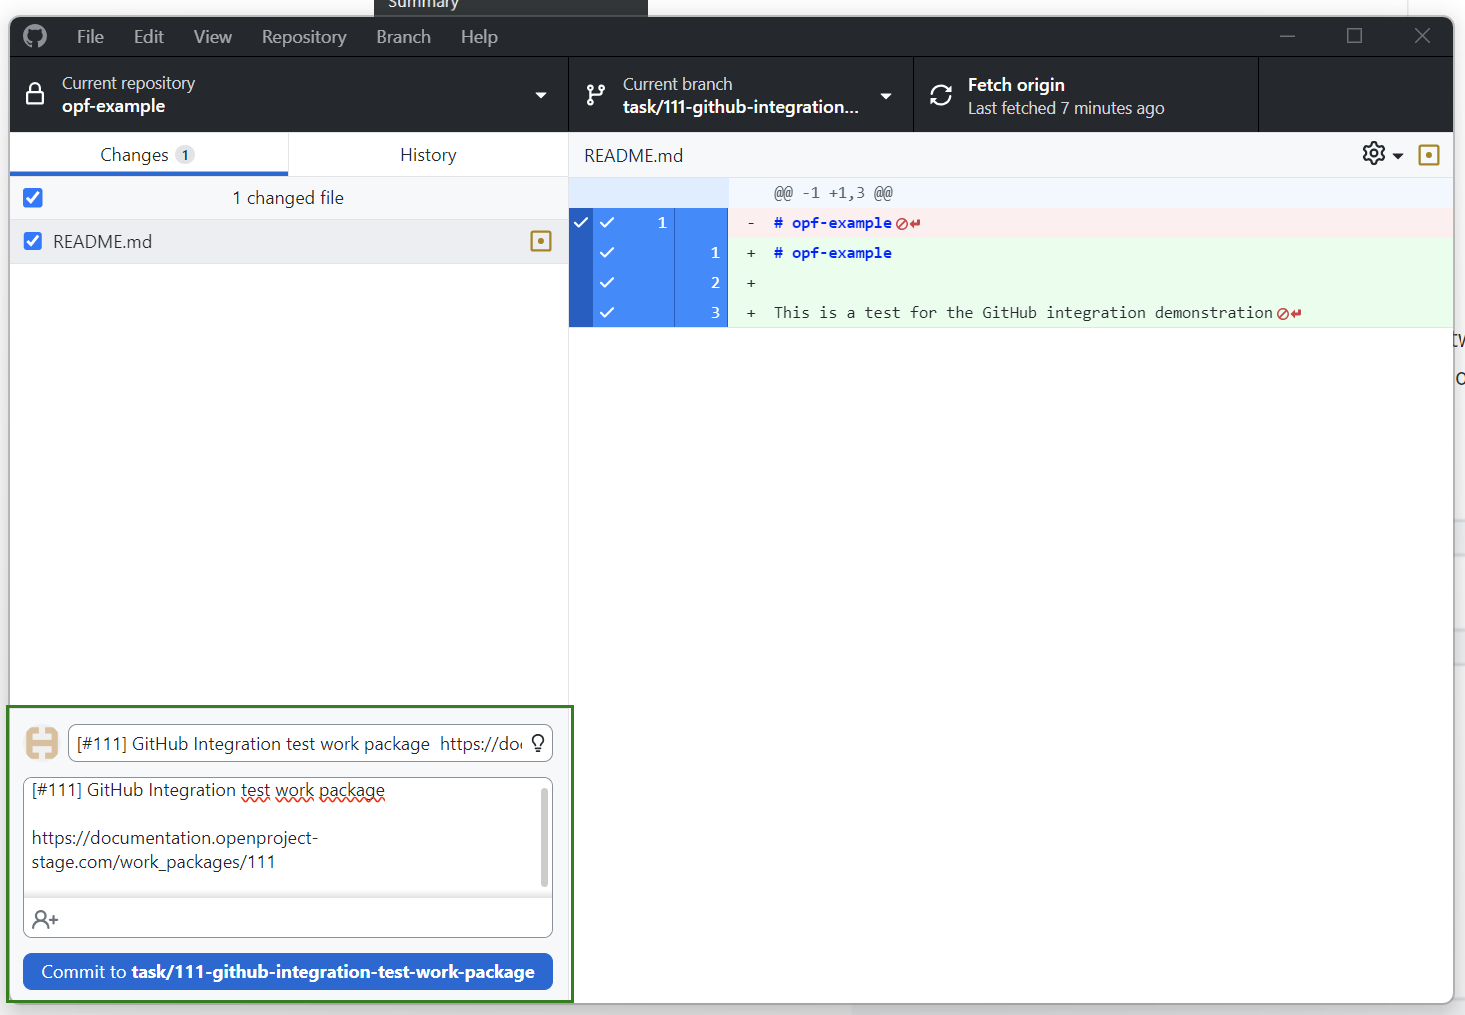 Summary
File Edit View Repository Branch Help
Current repository
opf-example
Current branch
task/111-github-integration...
Fetch origin
Last fetched 7 minutes ago
Changes 1
History
README.md
1 changed file
README.md
@@ -1 +1,3 @@
1 - # opf-example
1 + # opf-example
2 +
3 + This is a test for the GitHub integration demonstration
[#111] GitHub Integration test work package https://doc
[#111] GitHub Integration test work package
https://documentation.openproject-
stage.com/work_packages/111
Commit to task/111-github-integration-test-work-package